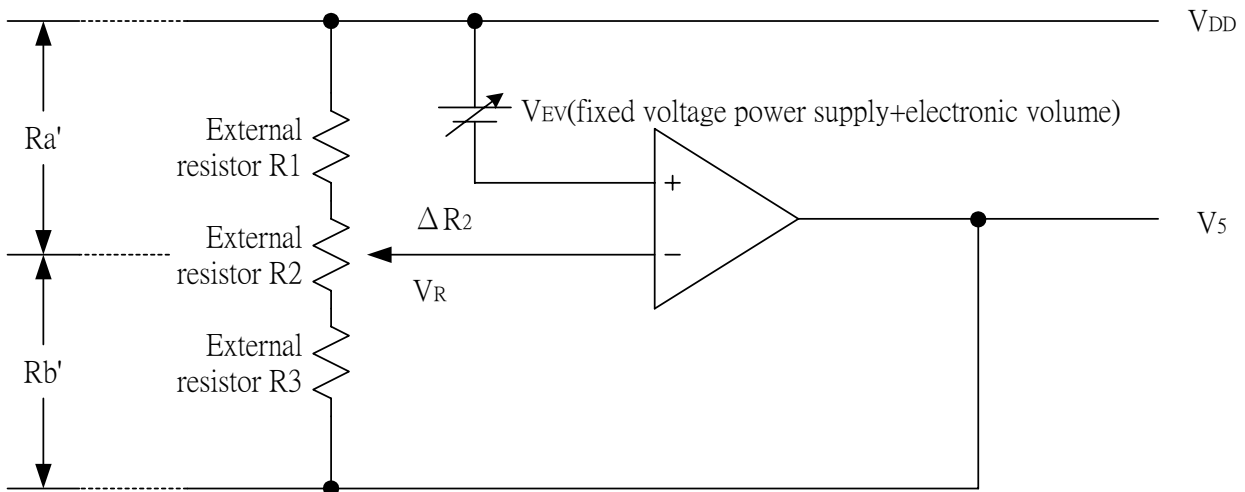 VDD
VEV(fixed voltage power supply+electronic volume)
Ra'
External
resistor R1
+
ΔR2
V5
External
resistor R2
−
VR
External
resistor R3
Rb'